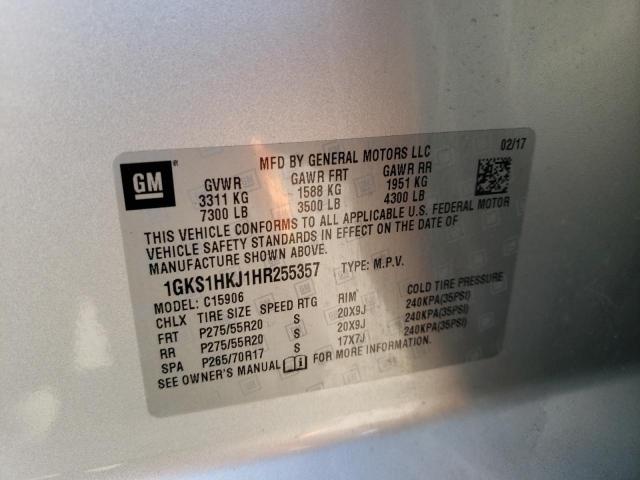 GM
MFD BY GENERAL MOTORS LLC 02/17
GVWR GAWR FRT GAWR RR
3311 KG 1588 KG 1951 KG
7300 LB 3500 LB 4300 LB
THIS VEHICLE CONFORMS TO ALL APPLICABLE U.S. FEDERAL MOTOR
VEHICLE SAFETY STANDARDS IN EFFECT ON THE DATE OF
MANUFACTURE SHOWN ABOVE.
1GKS1HKJ1HR255357 TYPE: M.P.V.
MODEL: C15906
CHLX TIRE SIZE SPEED RTG RIM COLD TIRE PRESSURE
FRT P275/55R20 S 20X9J 240KPA(35PSI)
RR P275/55R20 S 20X9J 240KPA(35PSI)
SPA P265/70R17 S 17X7J 240KPA(35PSI)
SEE OWNER'S MANUAL FOR MORE INFORMATION.